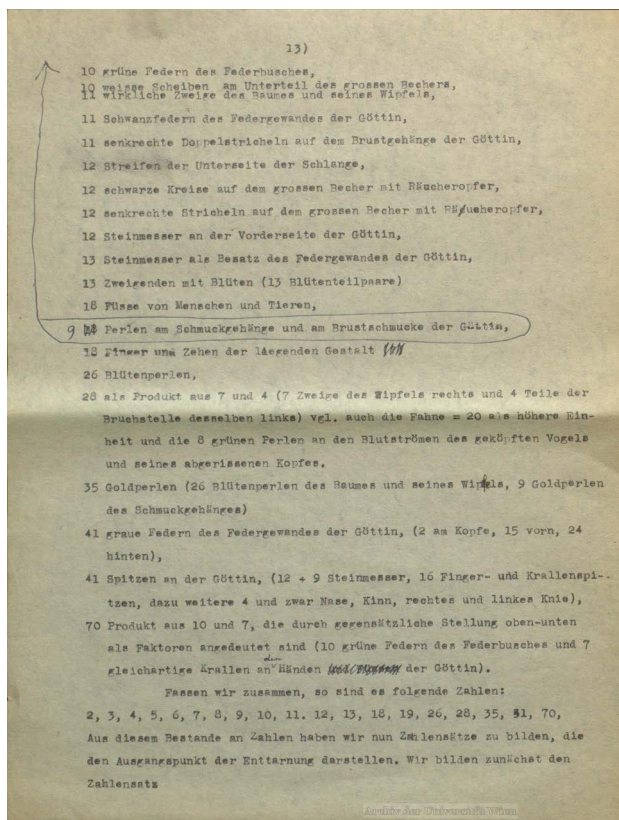 13)
10 grüne Federn des Federbusches,
10 weisse Scheiben am Unterteil des grossen Bechers,
11 wirkliche Zweige des Baumes und seines Wipfels,
11 Schwanzfedern des Federgewandes der Göttin,
11 senkrechte Doppelstricheln auf dem Brustgehänge der Göttin,
12 Streifen der Unterseite der Schlange,
12 schwarze Kreise auf dem grossen Becher mit Räucheropfer,
12 senkrechte Stricheln auf dem grossen Becher mit Räucheropfer,
12 Steinmesser an der Vorderseite der Göttin,
13 Steinmesser als Besatz des Federgewandes der Göttin,
13 Zweigenden mit Blüten (13 Blütenteilpaare)
18 Füsse von Menschen und Tieren,
9 Perlen am Schmuckgehänge und am Brustschmucke der Göttin,
18 Finger und Zehen der liegenden Gestalt
26 Blütenperlen,
28 als Produkt aus 7 und 4 (7 Zweige des Wipfels rechts und 4 Teile der
Bruchstelle desselben links) vgl. auch die Fahne = 20 als höhere Ein-
heit und die 8 grünen Perlen an den Blutströmen des geköpften Vogels
und seines abgerissenen Kopfes.
35 Goldperlen (26 Blütenperlen des Baumes und seines Wipfels, 9 Goldperlen
des Schmuckgehänges)
41 graue Federn des Federgewandes der Göttin, (2 am Kopfe, 15 vorn, 24
hinten),
41 Spitzen an der Göttin, (12 + 9 Steinmesser, 16 Finger- und Krallenspi-
tzen, dazu weitere 4 und zwar Nase, Kinn, rechtes und linkes Knie),
70 Produkt aus 10 und 7, die durch gegensätzliche Stellung oben-unten
als Faktoren angedeutet sind (10 grüne Federn des Federbusches und 7
gleichartige Krallen an den Händen der Göttin).
Fassen wir zusammen, so sind es folgende Zahlen:
2, 3, 4, 5, 6, 7, 8, 9, 10, 11. 12, 13, 18, 19, 26, 28, 35, 41, 70,
Aus diesem Bestande an Zahlen haben wir nun Zahlensätze zu bilden, die
den Ausgangspunkt der Enttarnung darstellen. Wir bilden zunächst den
Zahlensatz
Archiv der Universität Wien